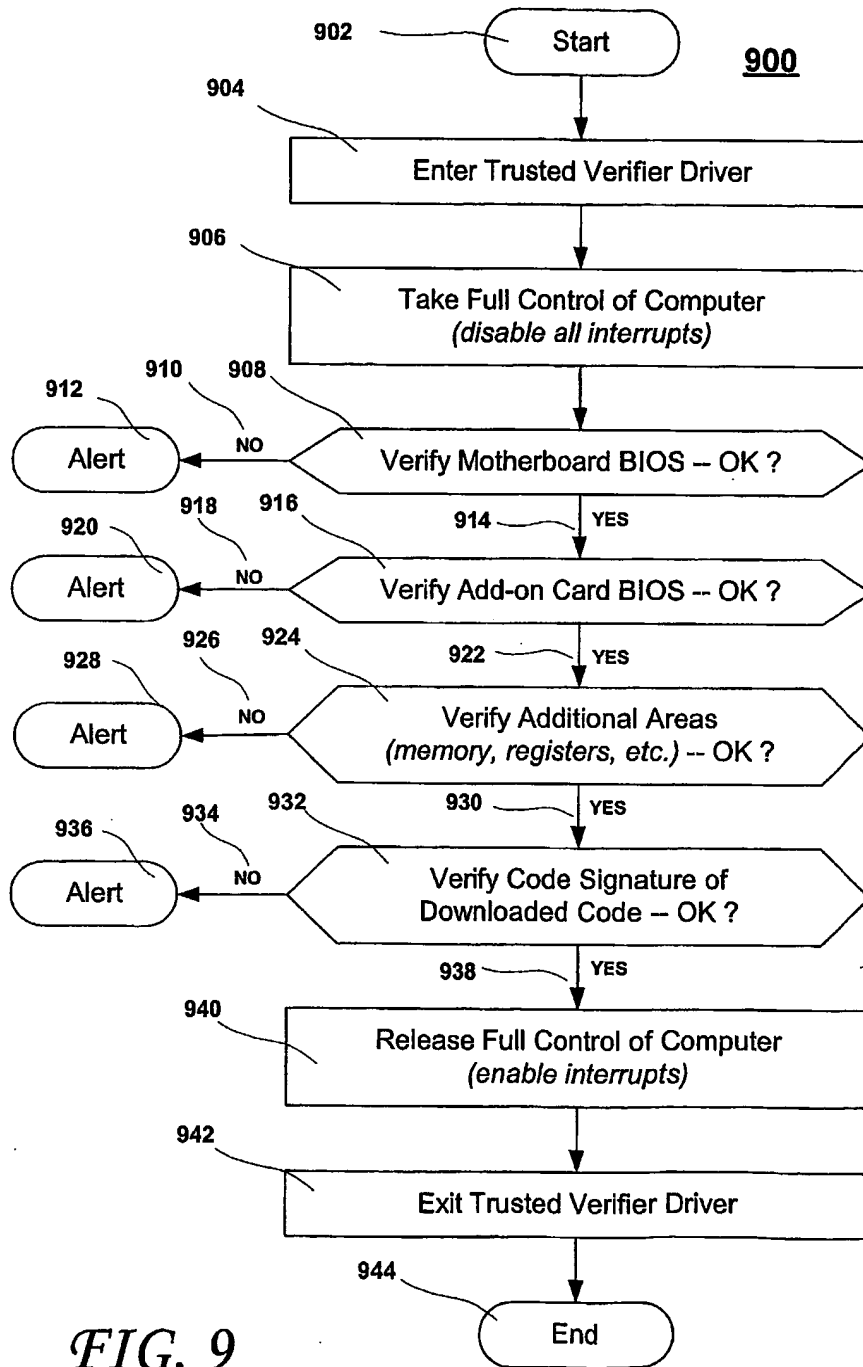 902
Start
900
904
Enter Trusted Verifier Driver
906
Take Full Control of Computer
(disable all interrupts)
910
908
912
Alert
NO
Verify Motherboard BIOS -- OK ?
914
YES
916
918
920
Alert
NO
Verify Add-on Card BIOS -- OK ?
922
YES
924
926
928
Alert
NO
Verify Additional Areas
(memory, registers, etc.) -- OK ?
930
YES
932
934
936
Alert
NO
Verify Code Signature of
Downloaded Code -- OK ?
938
YES
940
Release Full Control of Computer
(enable interrupts)
942
Exit Trusted Verifier Driver
944
End
FIG. 9